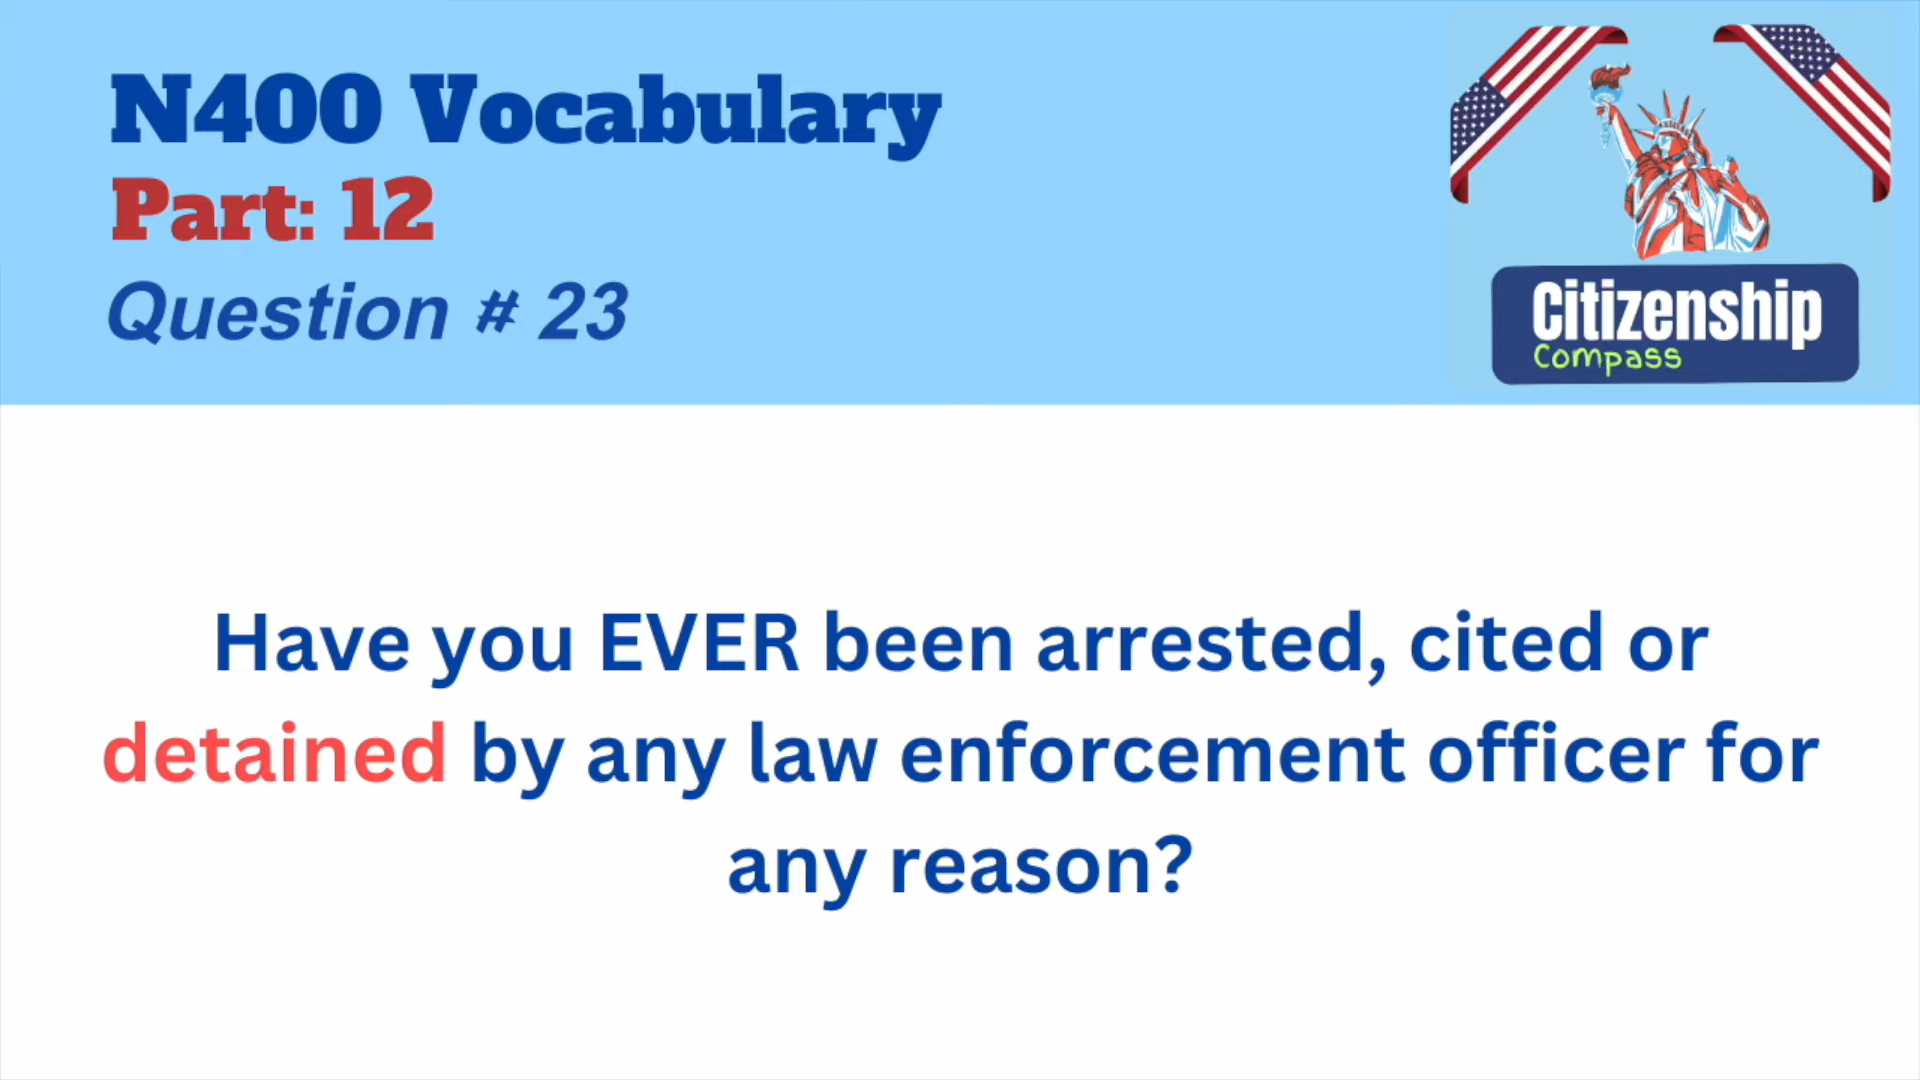 N400 Vocabulary
Part: 12
Question # 23
Citizenship
Compass
Have you EVER been arrested, cited or
detained by any law enforcement officer for
any reason?